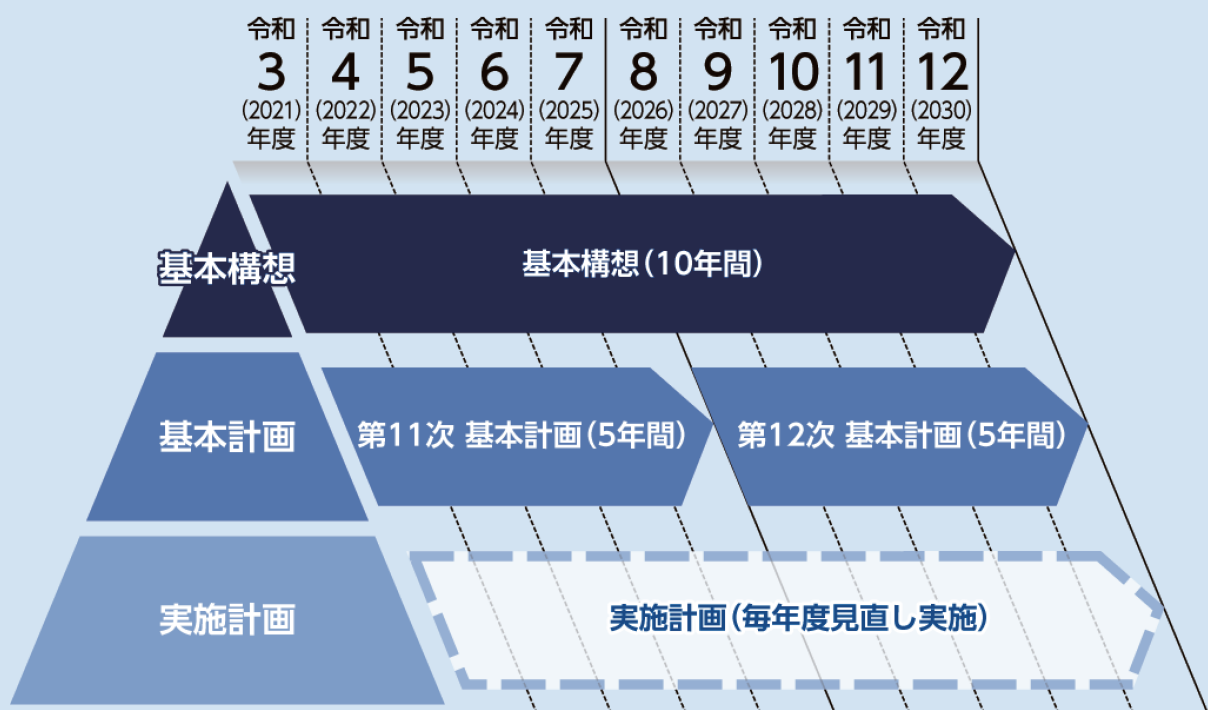 令和 令和 令和 令和 令和 令和 令和 令和 令和 令和
3 4 5 6 7 8 9 10 11 12
(2021) (2022) (2023) (2024) (2025) (2026) (2027) (2028) (2029) (2030)
年度 年度 年度 年度 年度 年度 年度 年度 年度 年度
基本構想 基本構想(10年間)
基本計画 第11次 基本計画(5年間) 第12次 基本計画(5年間)
実施計画 実施計画(毎年度見直し実施)